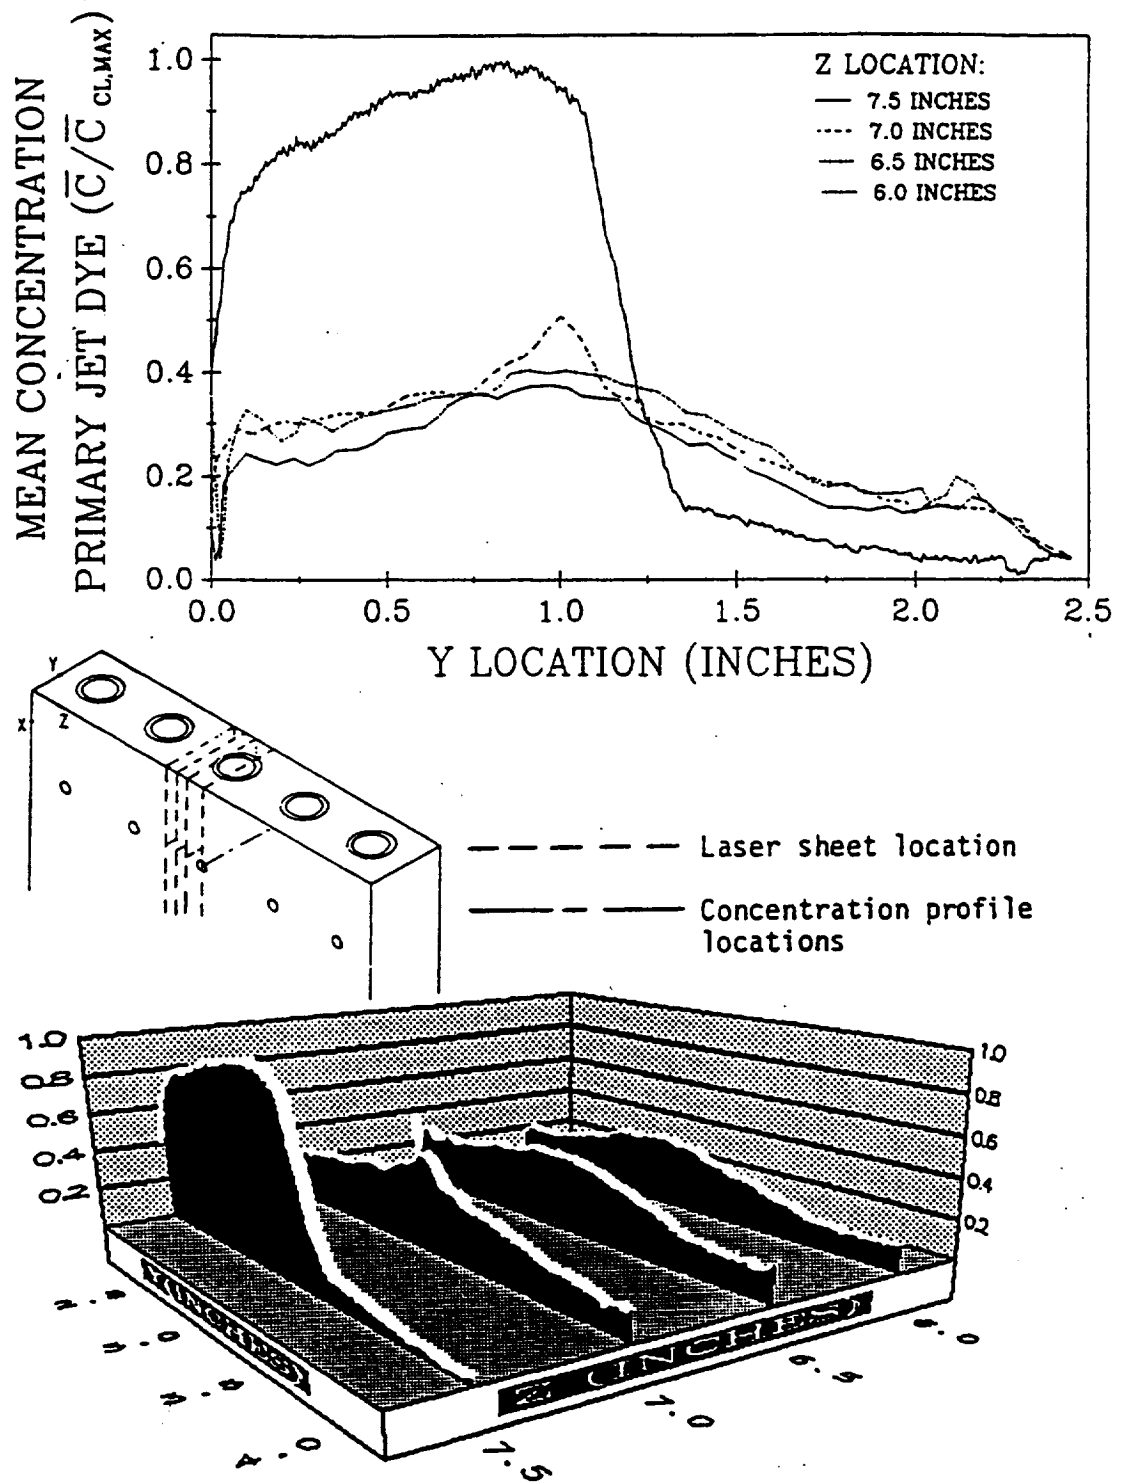 MEAN CONCENTRATION
PRIMARY JET DYE (C̅/C̅ CL,MAX)
1.0
0.8
0.6
0.4
0.2
0.0
Z LOCATION:
7.5 INCHES
7.0 INCHES
6.5 INCHES
6.0 INCHES
0.0 0.5 1.0 1.5 2.0 2.5
Y LOCATION (INCHES)
Y
X Z
Laser sheet location
Concentration profile
locations
1.0
0.8
0.6
0.4
0.2
1.0
0.8
0.6
0.4
0.2
Y (INCHES)
4.0
Z (INCHES)
7.5
7.0
6.5
6.0